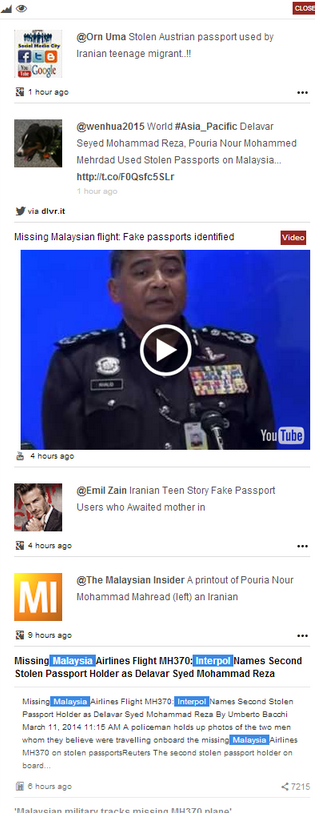 CLOSE
Social Media City
You Tube
Google
@Orn Uma Stolen Austrian passport used by
Iranian teenage migrant..!!
1 hour ago
@wenhua2015 World #Asia_Pacific Delavar
Seyed Mohammad Reza, Pouria Nour Mohammed
Mehrdad Used Stolen Passports on Malaysia...
http://t.co/F0Qsfc5SLr
1 hour ago
via dlvr.it
Missing Malaysian flight: Fake passports identified
Video
KHALID
YouTube
4 hours ago
@Emil Zain Iranian Teen Story Fake Passport
Users who Awaited mother in
4 hours ago
MI
@The Malaysian Insider A printout of Pouria Nour
Mohammad Mahread (left) an Iranian
9 hours ago
Missing Malaysia Airlines Flight MH370: Interpol Names Second
Stolen Passport Holder as Delavar Syed Mohammad Reza
Missing Malaysia Airlines Flight MH370: Interpol Names Second Stolen
Passport Holder as Delavar Syed Mohammad Reza By Umberto Bacchi
March 11, 2014 11:15 AM A policeman holds up photos of the two men
whom they believe were travelling onboard the missing Malaysia Airlines
MH370 on stolen passportsReuters The second stolen passport holder on
board...
6 hours ago
7215
'Malaysian military tracks missing MH370 plane'